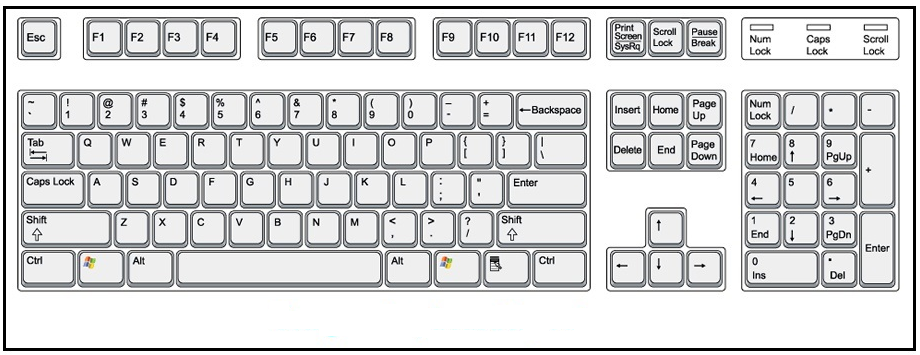 Esc F1 F2 F3 F4 F5 F6 F7 F8 F9 F10 F11 F12 Print Screen SysRq Scroll Lock Pause Break Num Lock Caps Lock Scroll Lock
~ ` ! 1 @ 2 # 3 $ 4 % 5 ^ 6 & 7 * 8 ( 9 ) 0 – - + = ←Backspace Insert Home Page Up Num Lock / * -
Tab Q W E R T Y U I O P { [ } ] | \ Delete End Page Down 7 Home 8 ↑ 9 PgUp +
Caps Lock A S D F G H J K L : ; " ' Enter 4 ← 5 6 →
Shift Z X C V B N M < , > . ? / Shift ↑ 1 End 2 ↓ 3 PgDn Enter
Ctrl Alt Alt Ctrl ← ↓ → 0 Ins . Del